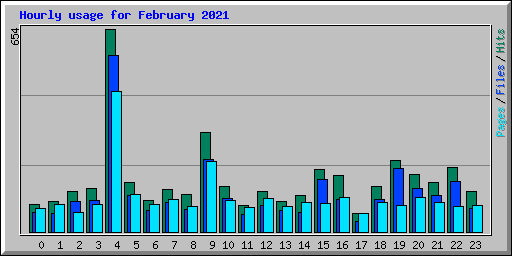 Hourly usage for February 2021
654
Pages/Files/Hits
0 1 2 3 4 5 6 7 8 9 10 11 12 13 14 15 16 17 18 19 20 21 22 23